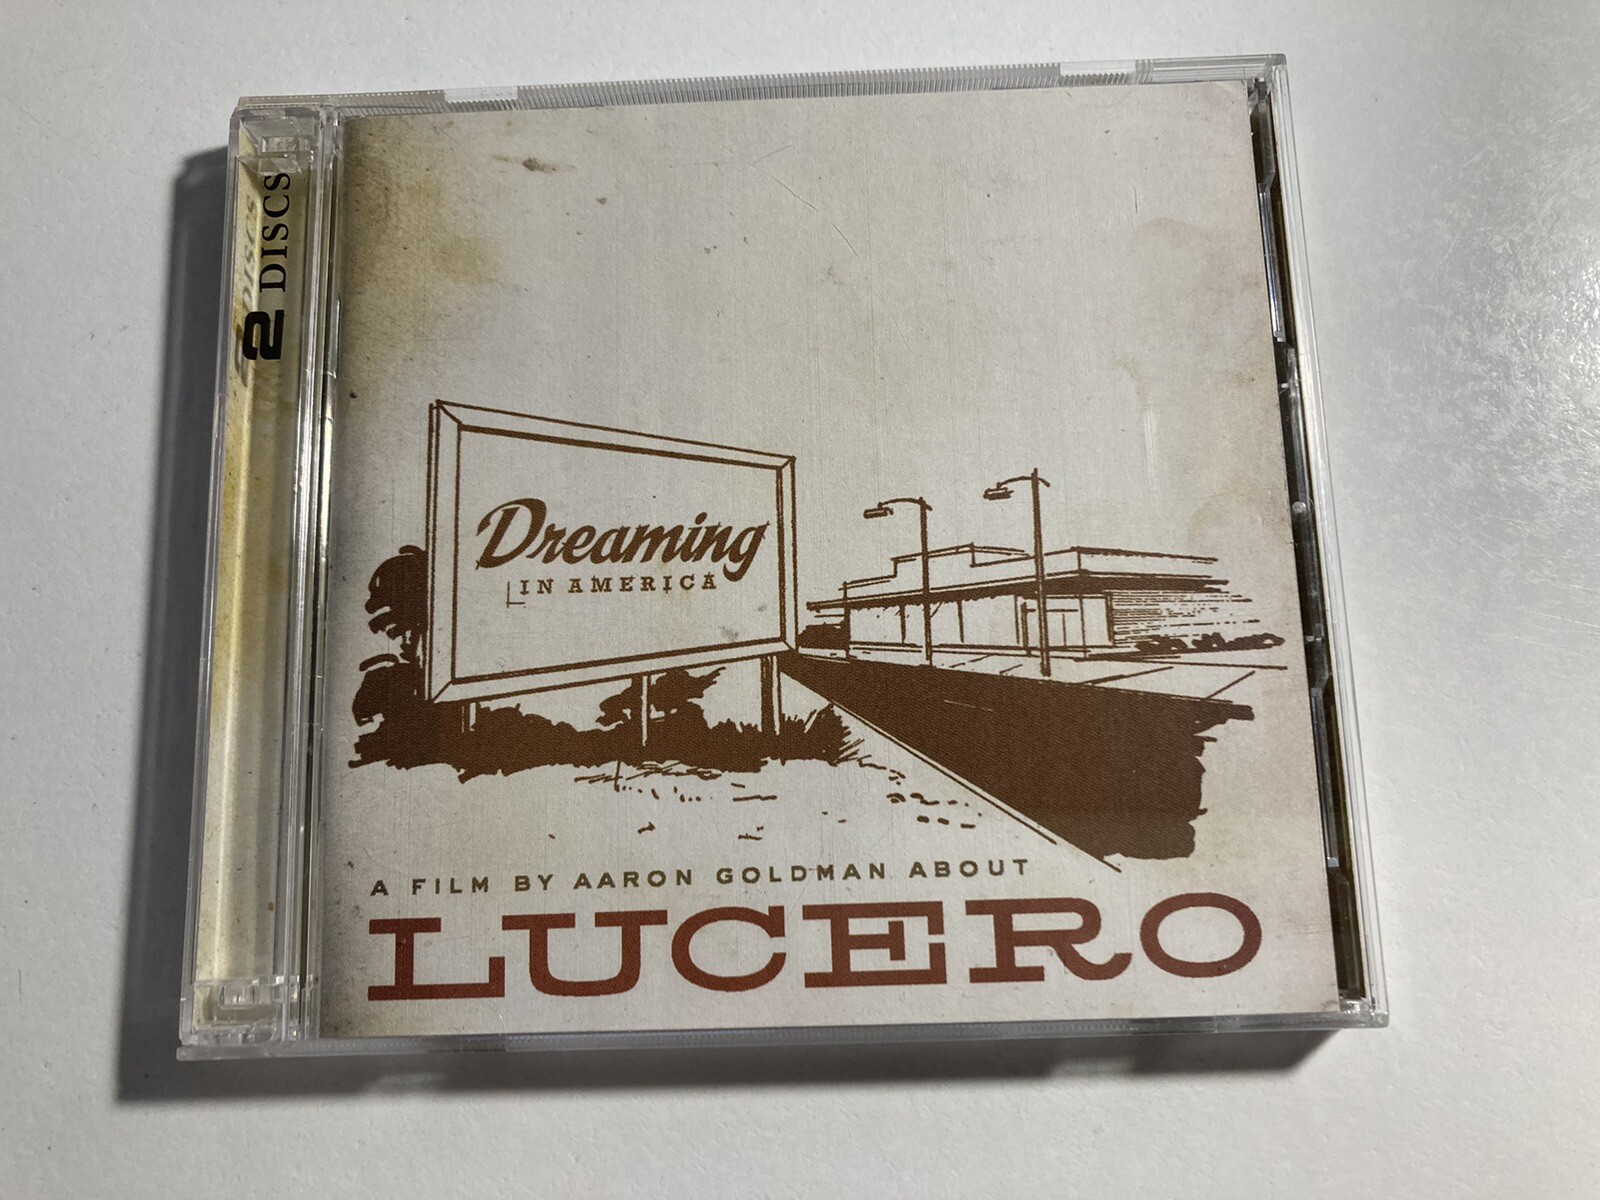 2 DISCS
Dreaming
IN AMERICA
A FILM BY AARON GOLDMAN ABOUT
LUCERO